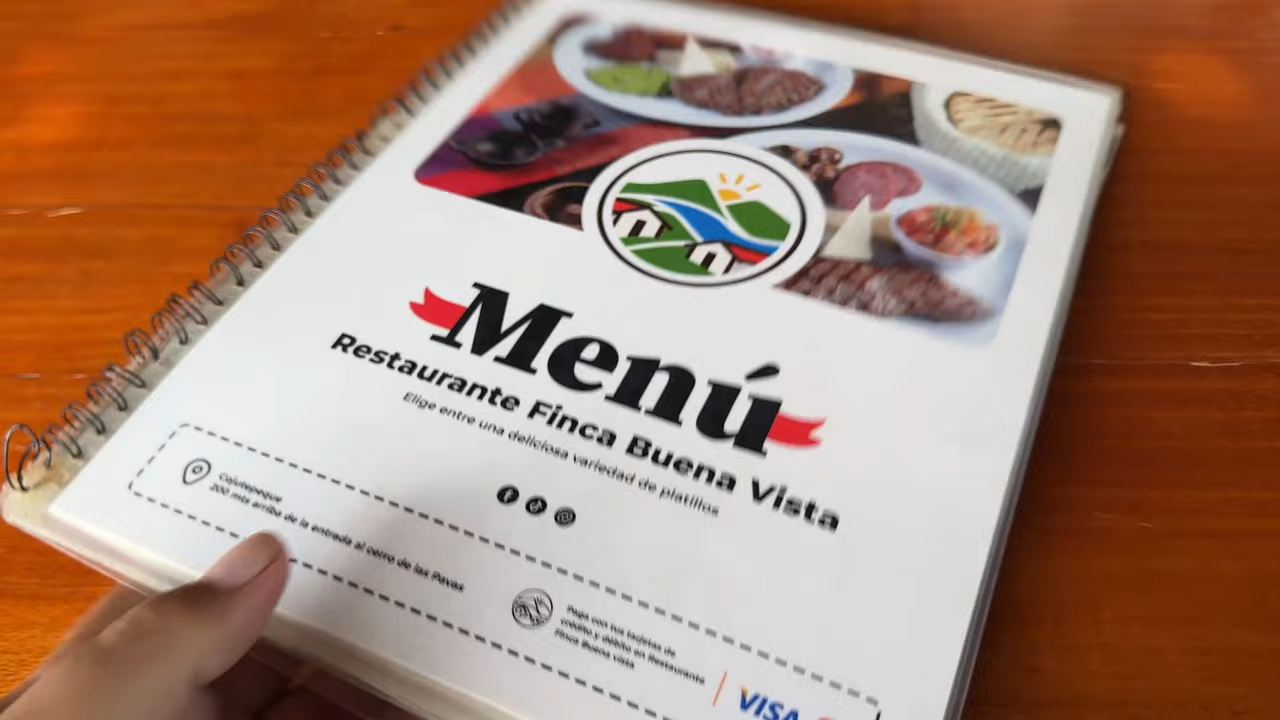 Menú
Restaurante Finca Buena Vista
Elige entre una deliciosa variedad de platillos
Cojutepeque
200 mts arriba de la entrada al cerro de las Pavas
Paga con tus tarjetas de
crédito y débito en Restaurante
Finca Buena Vista
VISA